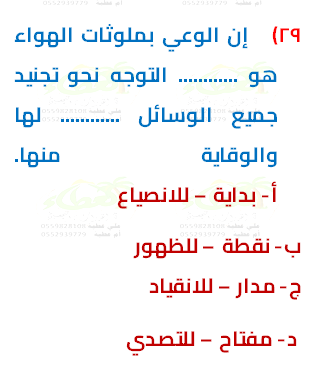 ٢٩) إن الوعي بملوثات الهواء
هو ............ التوجه نحو تجنيد
جميع الوسائل ............ لها
والوقاية منها.
أ- بداية – للانصياع
ب- نقطة – للظهور
ج- مدار – للانقياد
د- مفتاح – للتصدي